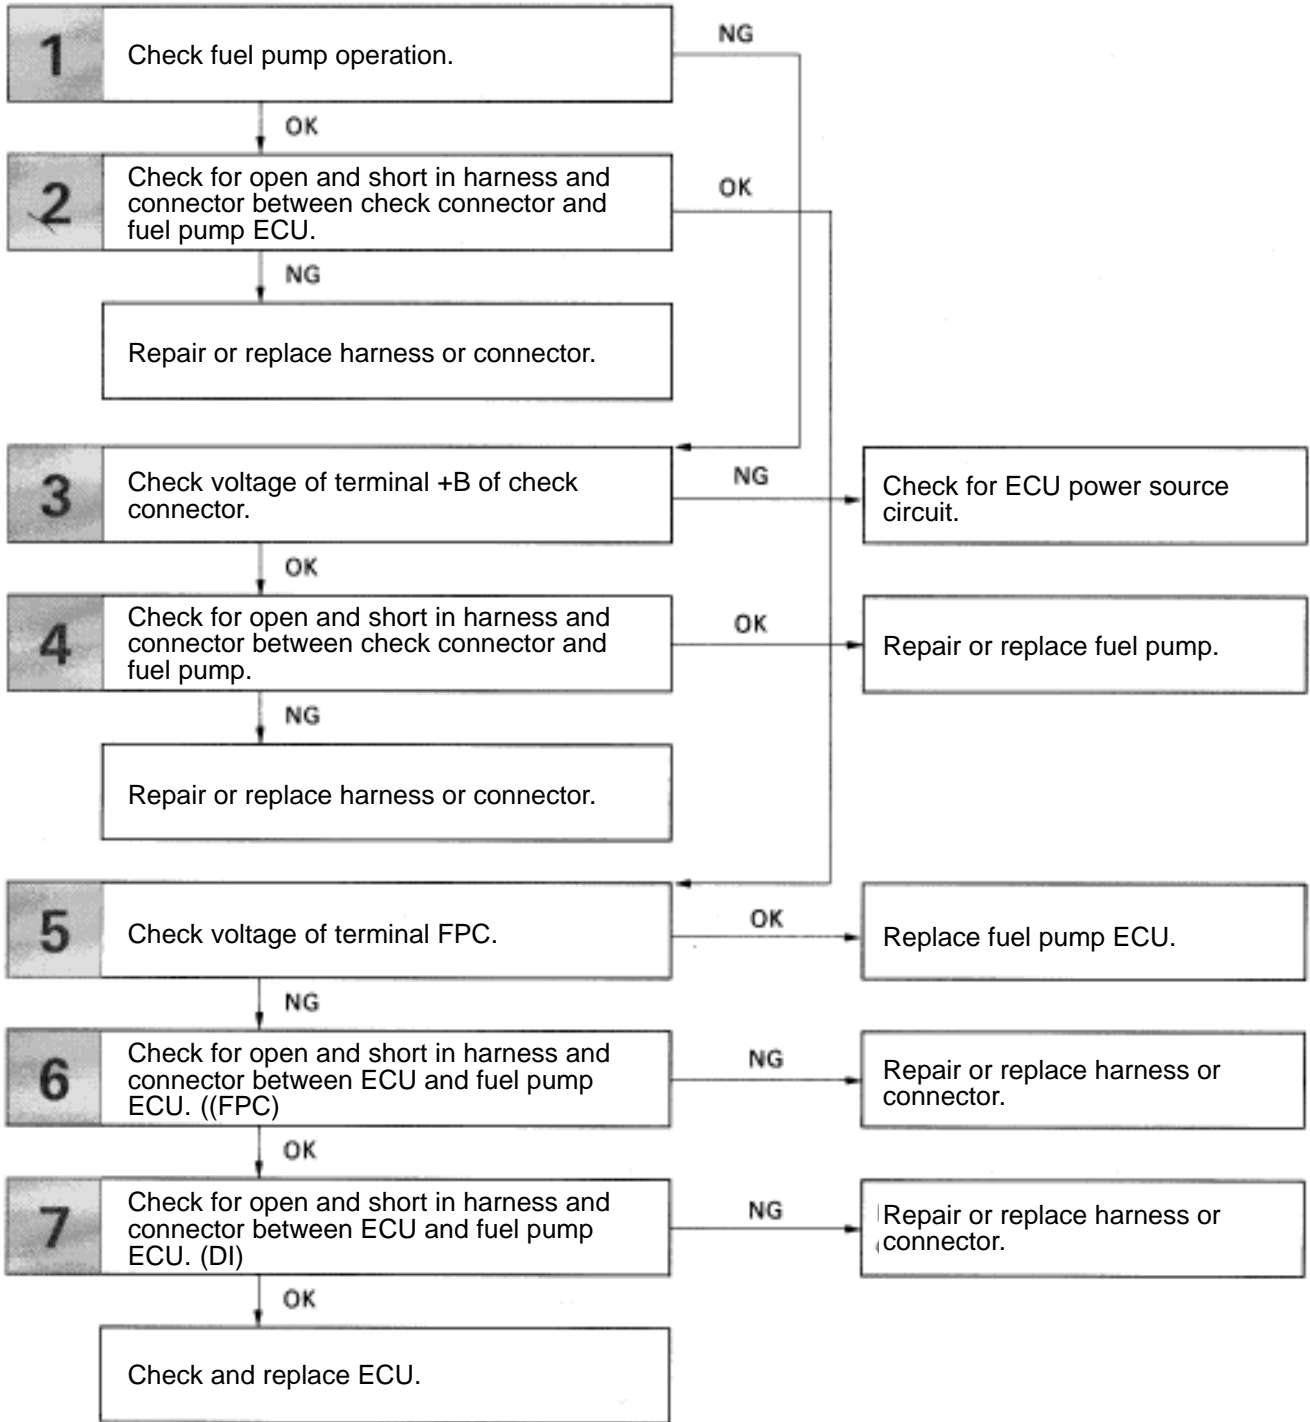 1
Check fuel pump operation.
NG
OK
2
Check for open and short in harness and
connector between check connector and
fuel pump ECU.
OK
NG
Repair or replace harness or connector.
3
Check voltage of terminal +B of check
connector.
NG
Check for ECU power source
circuit.
OK
4
Check for open and short in harness and
connector between check connector and
fuel pump.
OK
Repair or replace fuel pump.
NG
Repair or replace harness or connector.
5
Check voltage of terminal FPC.
OK
Replace fuel pump ECU.
NG
6
Check for open and short in harness and
connector between ECU and fuel pump
ECU. ((FPC)
NG
Repair or replace harness or
connector.
OK
7
Check for open and short in harness and
connector between ECU and fuel pump
ECU. (DI)
NG
Repair or replace harness or
connector.
OK
Check and replace ECU.